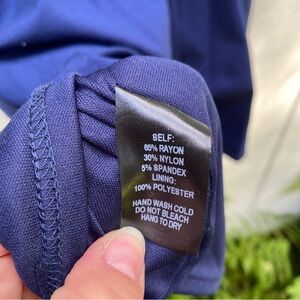 SELF:
65% RAYON
30% NYLON
5% SPANDEX
LINING:
100% POLYESTER
HAND WASH COLD
DO NOT BLEACH
HANG TO DRY